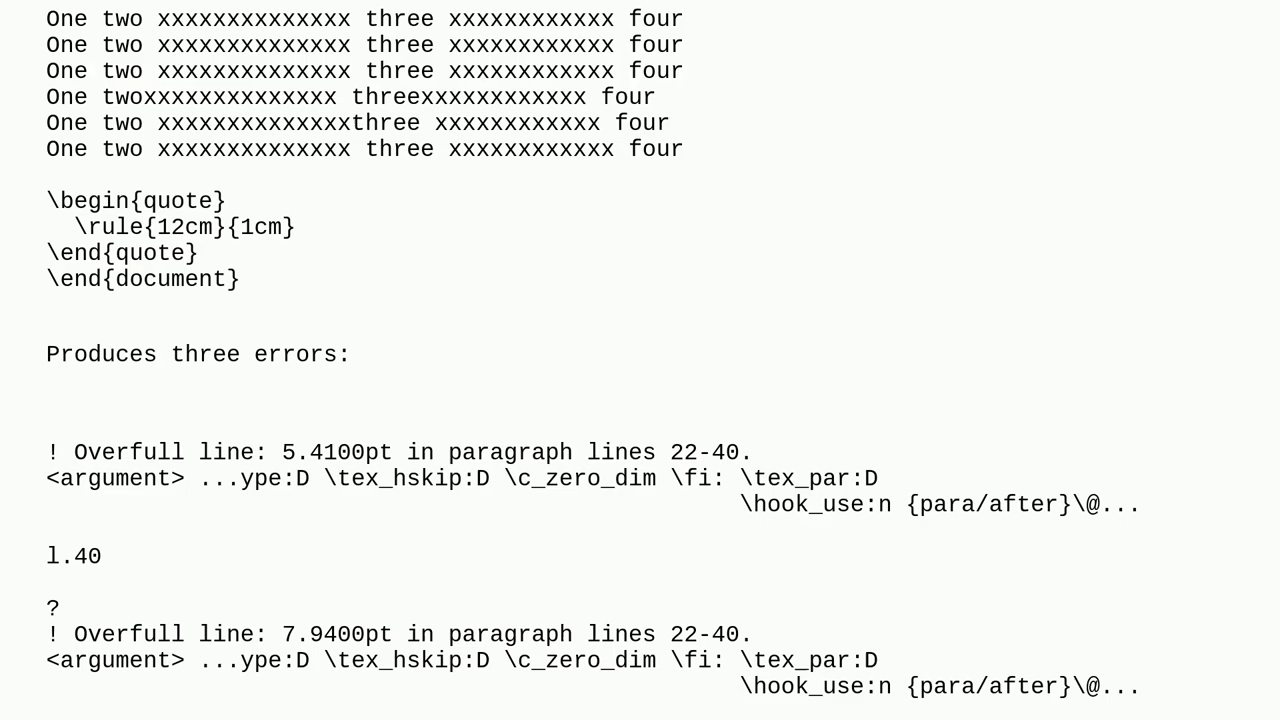 One two xxxxxxxxxxxxxx three xxxxxxxxxxxx four
One two xxxxxxxxxxxxxx three xxxxxxxxxxxx four
One two xxxxxxxxxxxxxx three xxxxxxxxxxxx four
One twoxxxxxxxxxxxxxx threexxxxxxxxxxxx four
One two xxxxxxxxxxxxxxthree xxxxxxxxxxxx four
One two xxxxxxxxxxxxxx three xxxxxxxxxxxx four
\begin{quote}
  \rule{12cm}{1cm}
\end{quote}
\end{document}
Produces three errors:
! Overfull line: 5.4100pt in paragraph lines 22-40.
<argument> ...ype:D \tex_hskip:D \c_zero_dim \fi: \tex_par:D
                                                  \hook_use:n {para/after}\@...
l.40
?
! Overfull line: 7.9400pt in paragraph lines 22-40.
<argument> ...ype:D \tex_hskip:D \c_zero_dim \fi: \tex_par:D
                                                  \hook_use:n {para/after}\@...